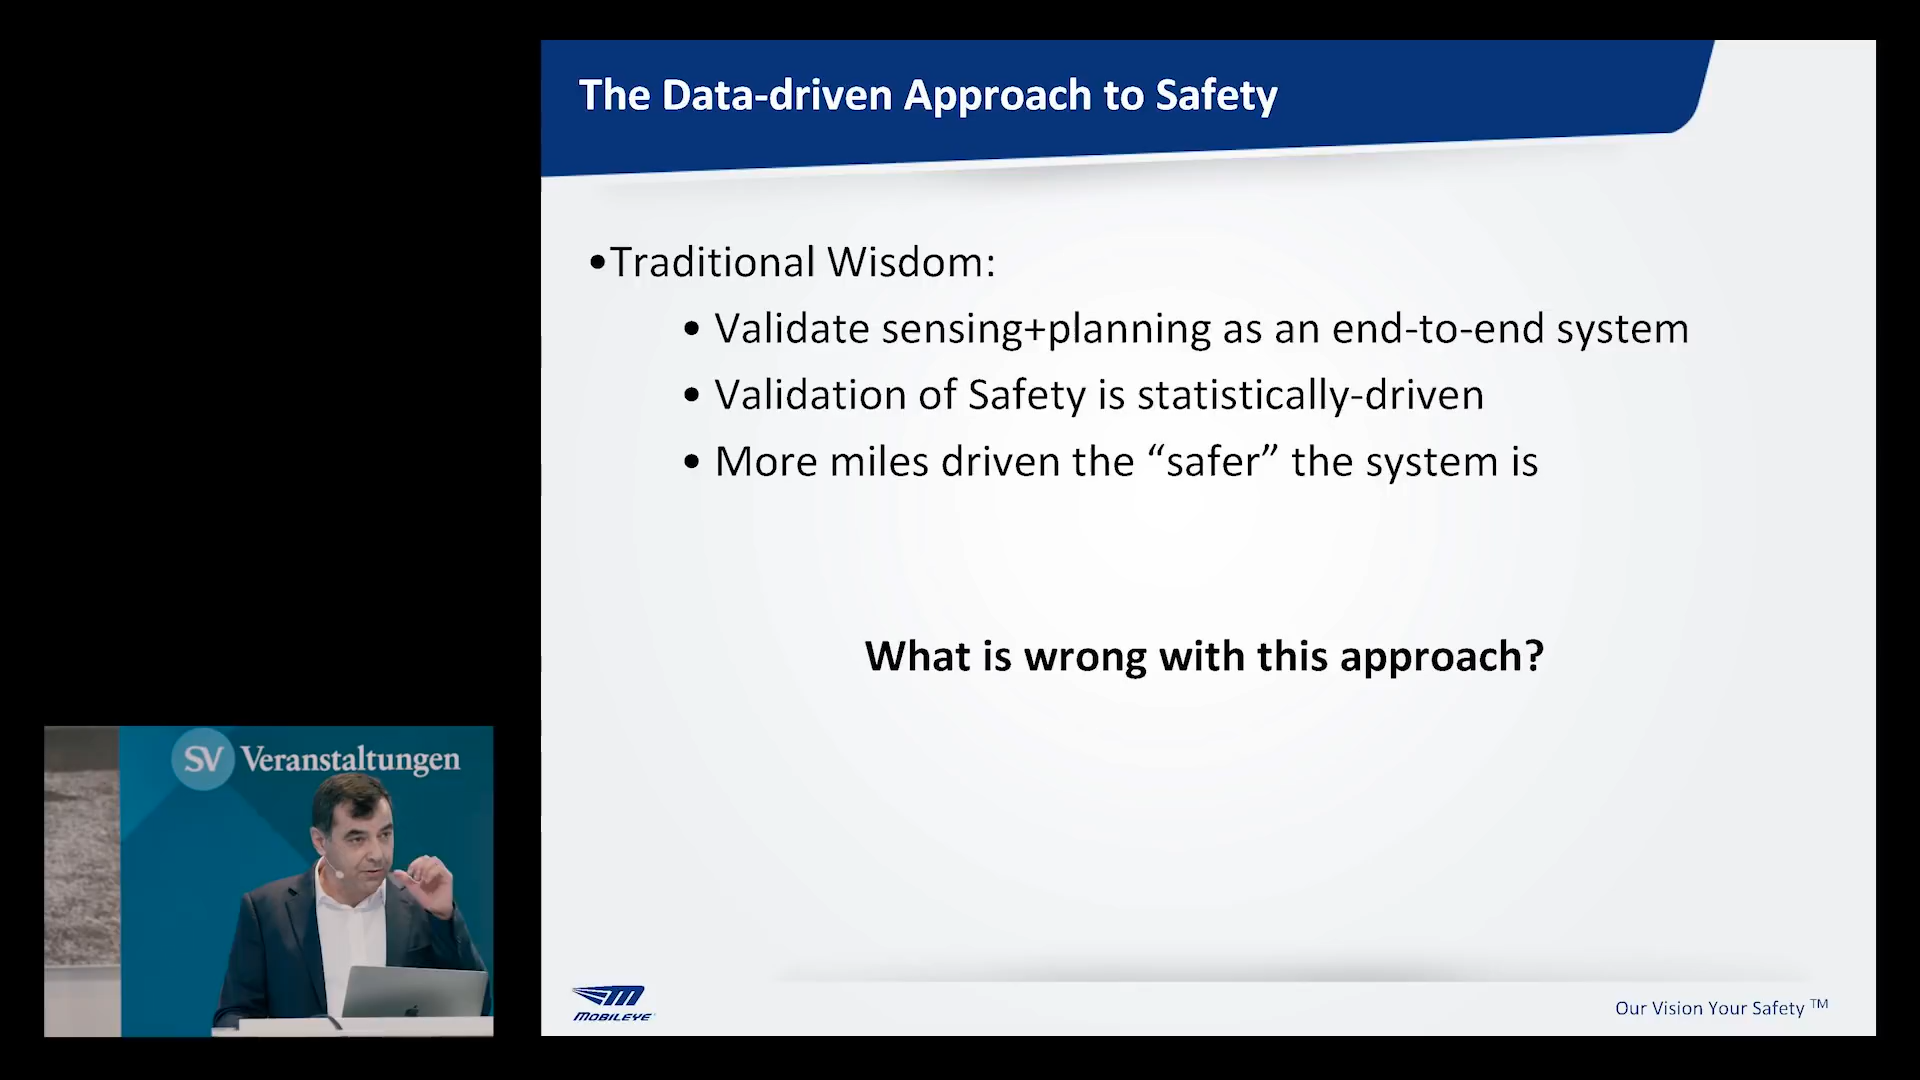 The Data-driven Approach to Safety
•Traditional Wisdom:
• Validate sensing+planning as an end-to-end system
• Validation of Safety is statistically-driven
• More miles driven the “safer” the system is
What is wrong with this approach?
SV Veranstaltungen
MOBILEYE
Our Vision Your Safety TM